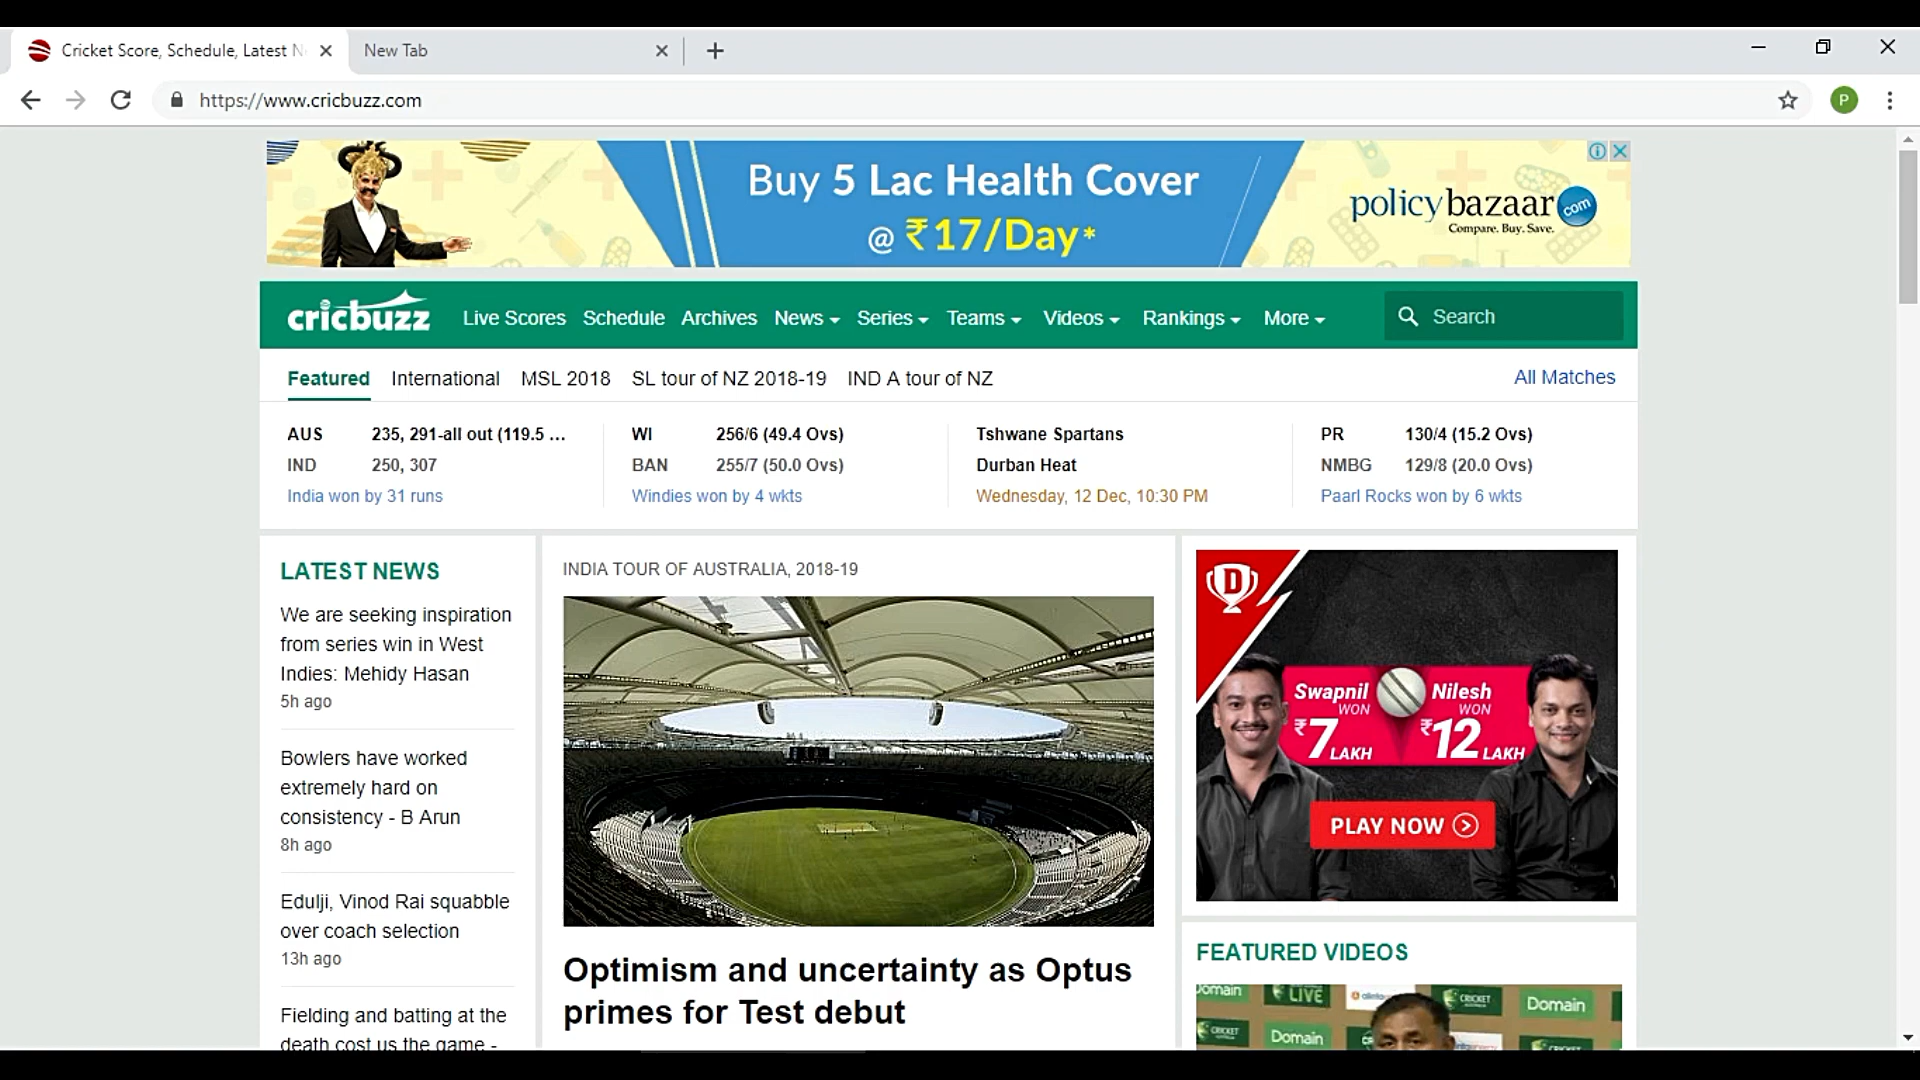 Cricket Score, Schedule, Latest N
New Tab
https://www.cricbuzz.com
P
Buy 5 Lac Health Cover
@ ₹17/Day*
policybazaar.com
Compare. Buy. Save.
cricbuzz Live Scores Schedule Archives News Series Teams Videos Rankings More Search
Featured International MSL 2018 SL tour of NZ 2018-19 IND A tour of NZ All Matches
AUS 235, 291-all out (119.5 ...
IND 250, 307
India won by 31 runs
WI 256/6 (49.4 Ovs)
BAN 255/7 (50.0 Ovs)
Windies won by 4 wkts
Tshwane Spartans
Durban Heat
Wednesday, 12 Dec, 10:30 PM
PR 130/4 (15.2 Ovs)
NMBG 129/8 (20.0 Ovs)
Paarl Rocks won by 6 wkts
LATEST NEWS
We are seeking inspiration
from series win in West
Indies: Mehidy Hasan
5h ago
Bowlers have worked
extremely hard on
consistency - B Arun
8h ago
Edulji, Vinod Rai squabble
over coach selection
13h ago
Fielding and batting at the
death cost us the game -
INDIA TOUR OF AUSTRALIA, 2018-19
Optimism and uncertainty as Optus
primes for Test debut
D
Swapnil
WON
₹7 LAKH
Nilesh
WON
₹12 LAKH
PLAY NOW
FEATURED VIDEOS
Domain
LIVE
CRICKET
Domain
CRICKET
Domain